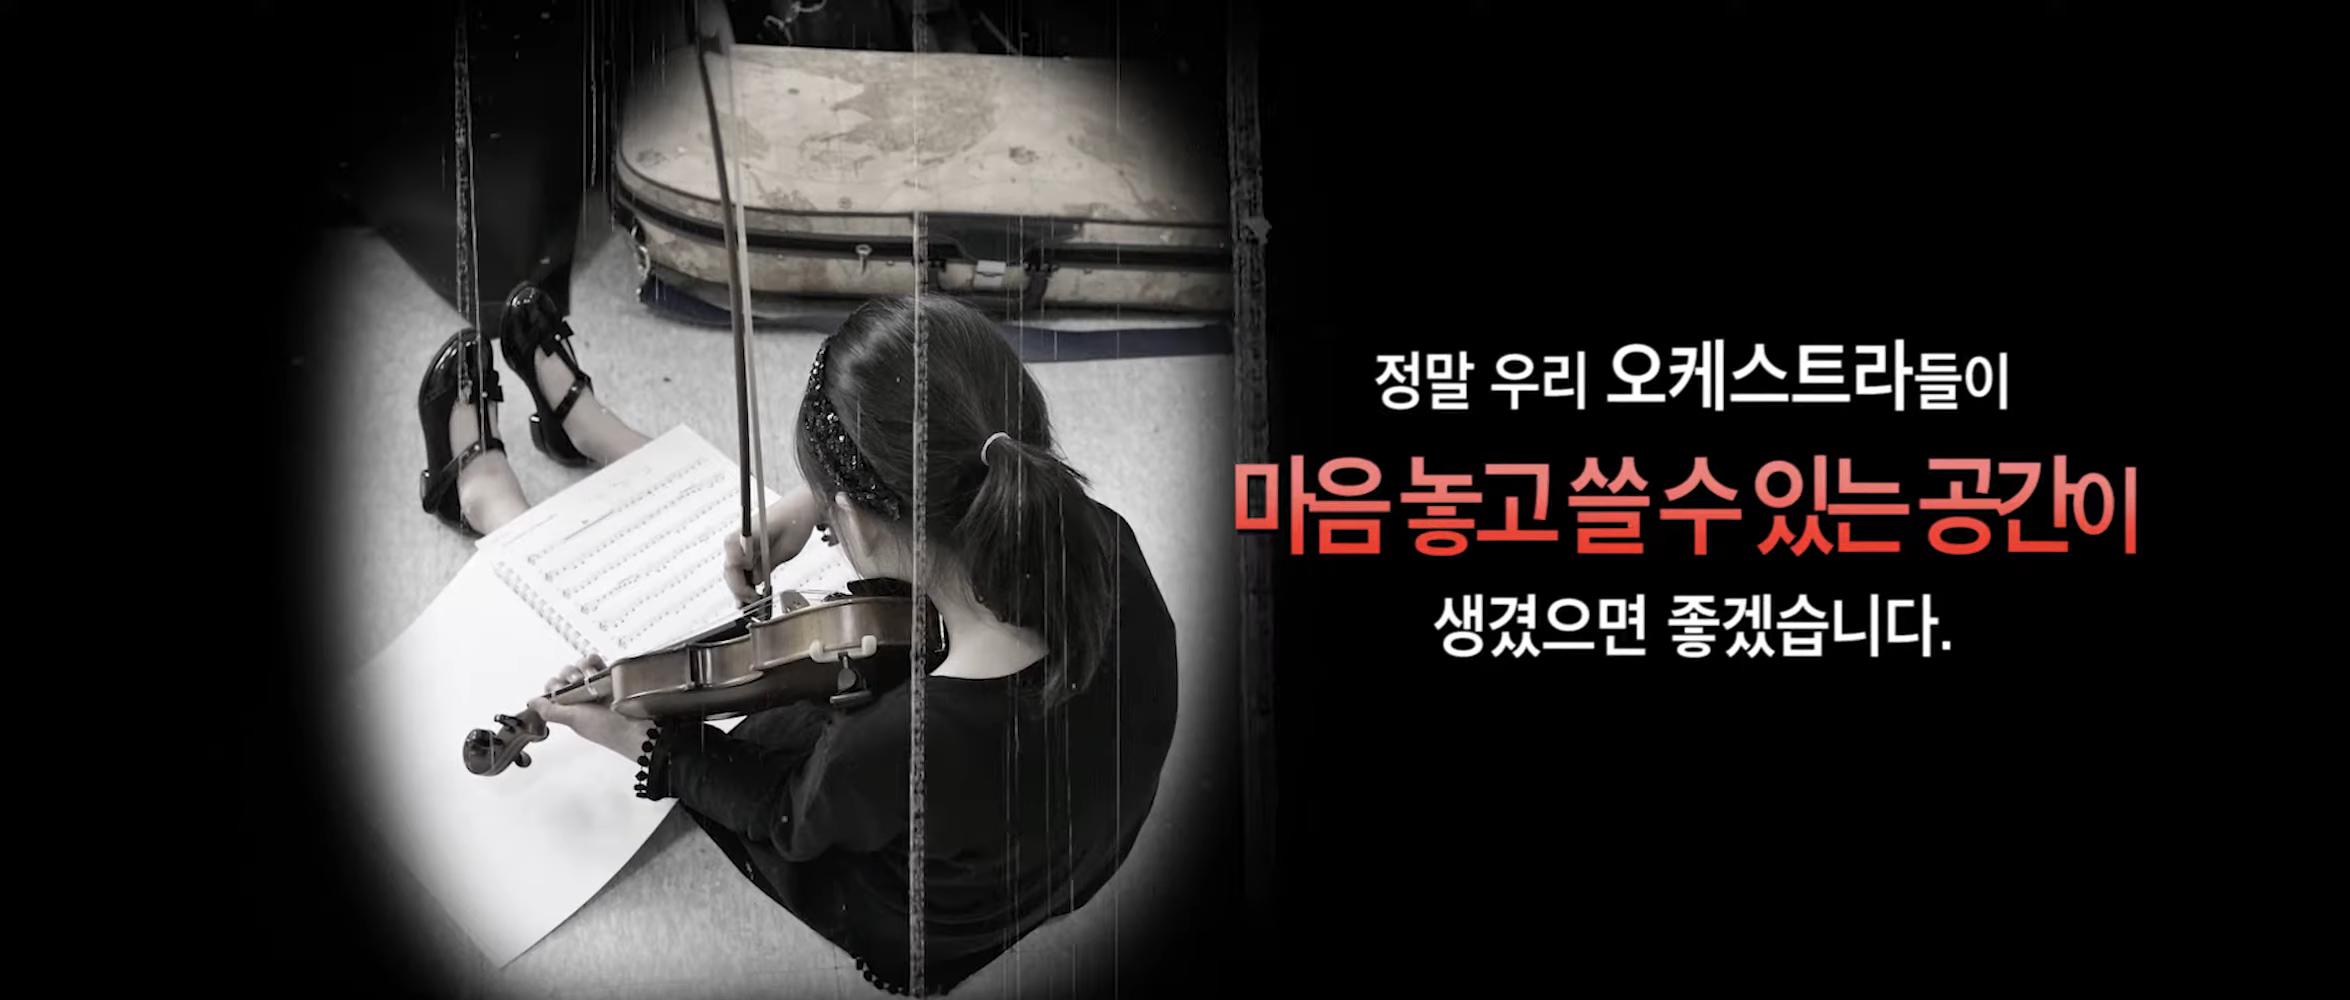 정말 우리 오케스트라들이
마음 놓고 쓸 수 있는 공간이
생겼으면 좋겠습니다.